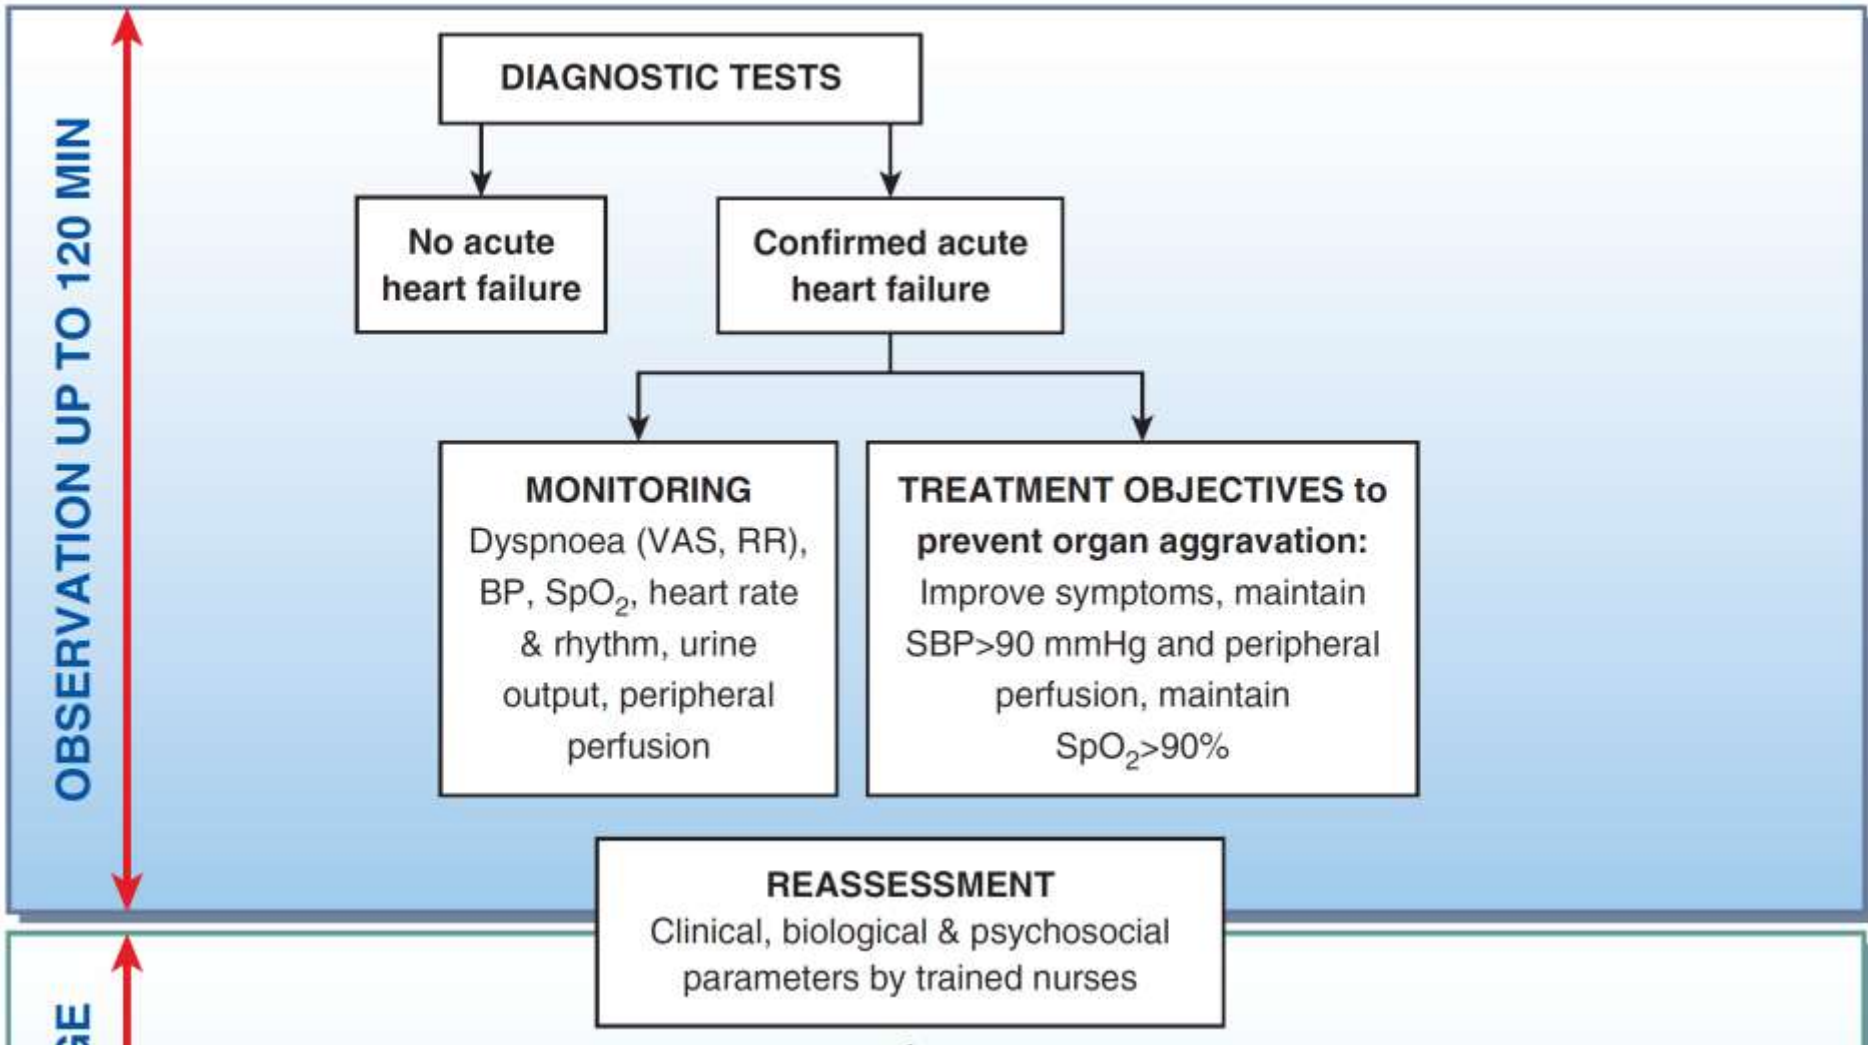 OBSERVATION UP TO 120 MIN
DIAGNOSTIC TESTS
No acute
heart failure
Confirmed acute
heart failure
MONITORING
Dyspnoea (VAS, RR),
BP, SpO₂, heart rate
& rhythm, urine
output, peripheral
perfusion
TREATMENT OBJECTIVES to
prevent organ aggravation:
Improve symptoms, maintain
SBP>90 mmHg and peripheral
perfusion, maintain
SpO₂>90%
REASSESSMENT
Clinical, biological & psychosocial
parameters by trained nurses